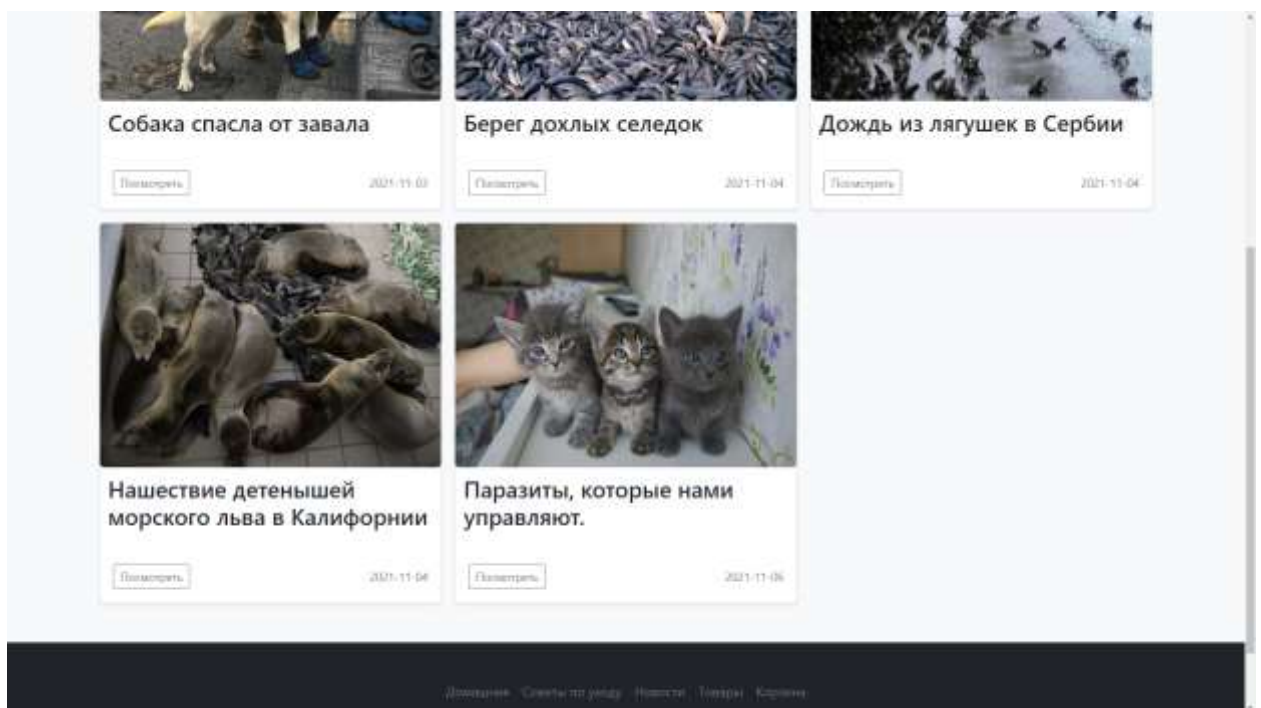 Собака спасла от завала
Берег дохлых селедок
Дождь из лягушек в Сербии
Посмотреть
2021-11-03
Посмотреть
2021-11-04
Посмотреть
2021-11-04
Нашествие детенышей
морского льва в Калифорнии
Паразиты, которые нами
управляют.
Посмотреть
2021-11-04
Посмотреть
2021-11-06
Домашняя Советы по уходу Новости Товары Корзина